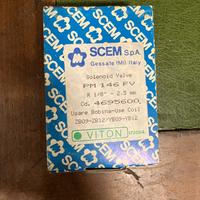 SCEM S.p.A.
Gessate (MI) Italy
Solenoid Valve
PM 146 FV
R 1/8" - 2.5 mm
Cd. 4695600
Usare Bobina-Use Coil
ZB09-ZB12/YB09-YB12
VITON
SCEM